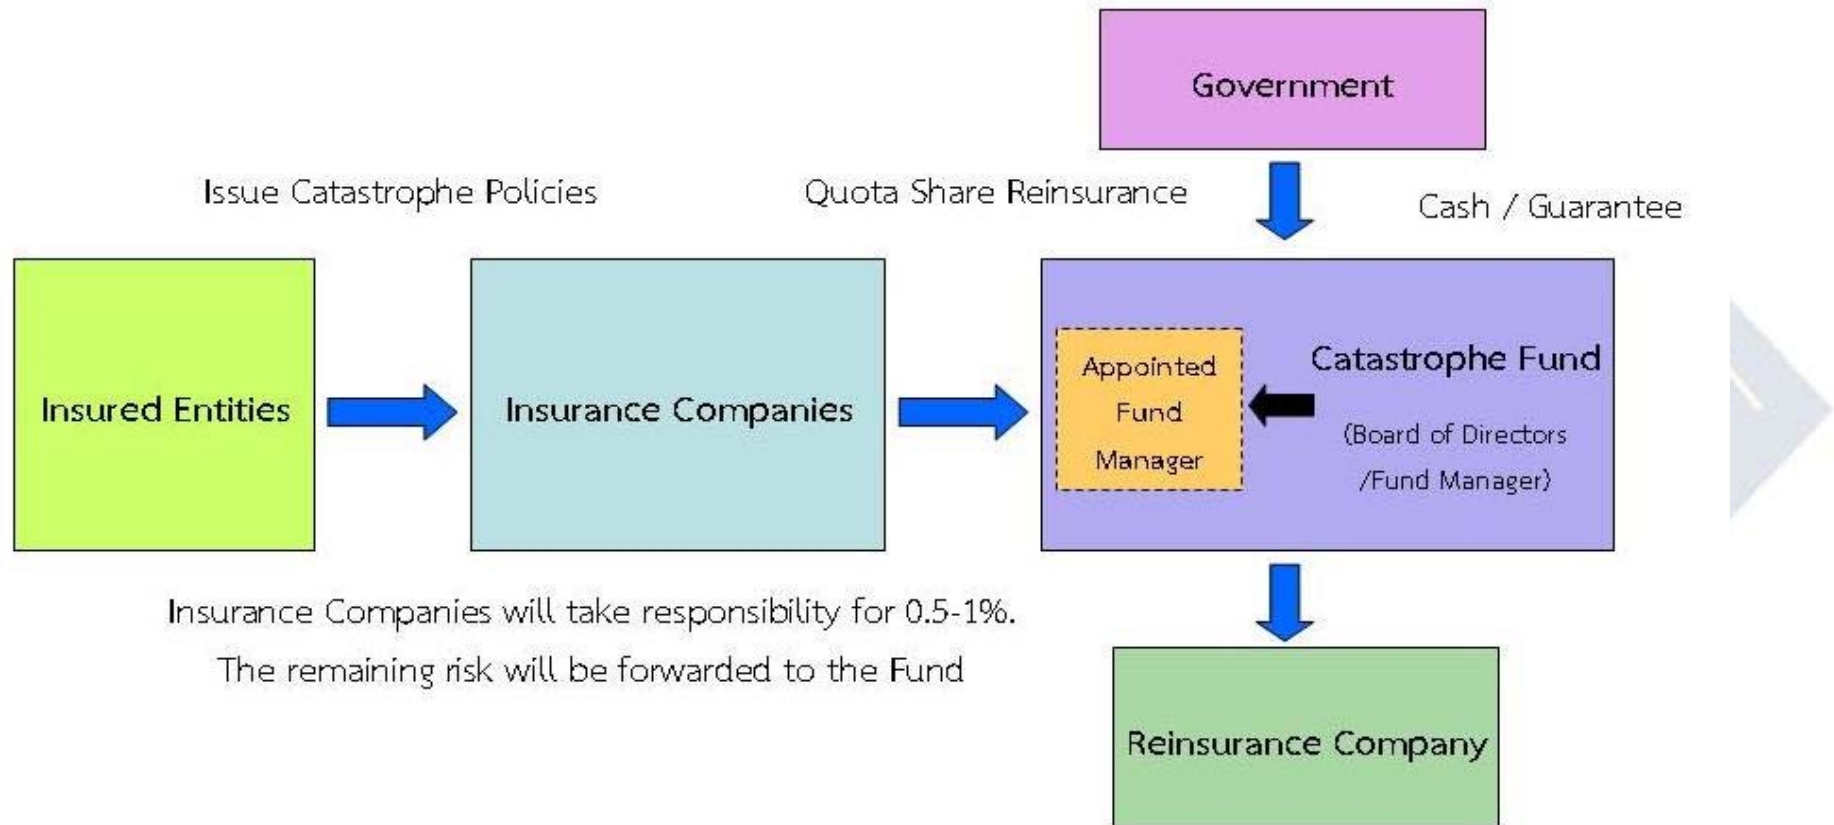 Government
Issue Catastrophe Policies
Quota Share Reinsurance
Cash / Guarantee
Insured Entities
Insurance Companies
Appointed
Fund
Manager
Catastrophe Fund
(Board of Directors
/Fund Manager)
Insurance Companies will take responsibility for 0.5-1%.
The remaining risk will be forwarded to the Fund
Reinsurance Company